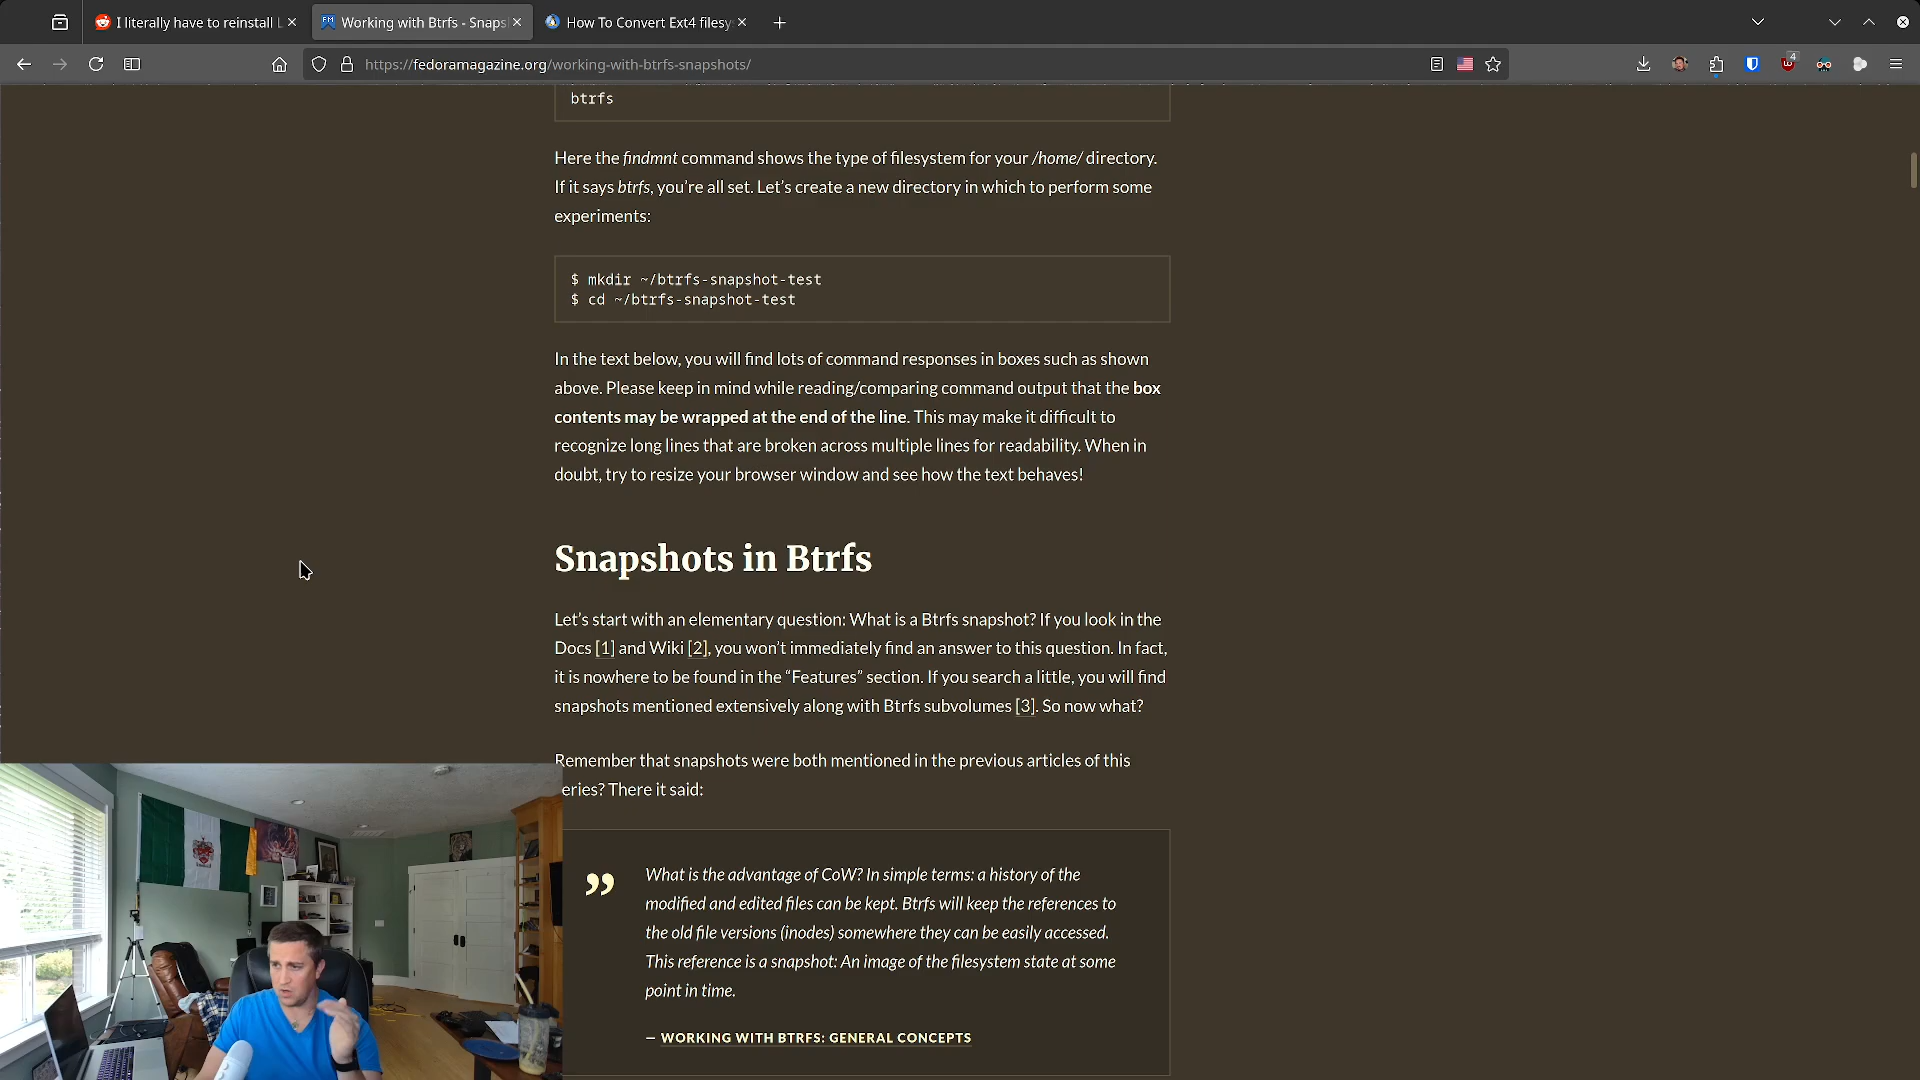 I literally have to reinstall L
Working with Btrfs - Snaps
How To Convert Ext4 filesy
https://fedoramagazine.org/working-with-btrfs-snapshots/
4
btrfs
Here the findmnt command shows the type of filesystem for your /home/ directory.
If it says btrfs, you’re all set. Let’s create a new directory in which to perform some
experiments:
$ mkdir ~/btrfs-snapshot-test
$ cd ~/btrfs-snapshot-test
In the text below, you will find lots of command responses in boxes such as shown
above. Please keep in mind while reading/comparing command output that the box
contents may be wrapped at the end of the line. This may make it difficult to
recognize long lines that are broken across multiple lines for readability. When in
doubt, try to resize your browser window and see how the text behaves!
Snapshots in Btrfs
Let’s start with an elementary question: What is a Btrfs snapshot? If you look in the
Docs [1] and Wiki [2], you won’t immediately find an answer to this question. In fact,
it is nowhere to be found in the “Features” section. If you search a little, you will find
snapshots mentioned extensively along with Btrfs subvolumes [3]. So now what?
Remember that snapshots were both mentioned in the previous articles of this
eries? There it said:
” What is the advantage of CoW? In simple terms: a history of the
modified and edited files can be kept. Btrfs will keep the references to
the old file versions (inodes) somewhere they can be easily accessed.
This reference is a snapshot: An image of the filesystem state at some
point in time.
— WORKING WITH BTRFS: GENERAL CONCEPTS